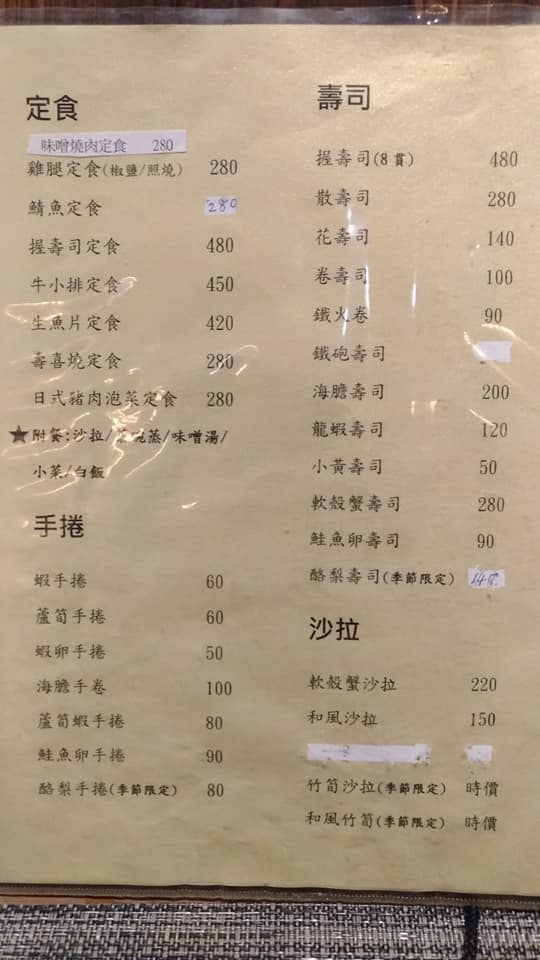 定食
味噌燒肉定食 280
雞腿定食(椒鹽/照燒) 280
鯖魚定食 280
握壽司定食 480
牛小排定食 450
生魚片定食 420
壽喜燒定食 280
日式豬肉泡菜定食 280
★附餐:沙拉/茶碗蒸/味噌湯/
小菜/白飯
手捲
蝦手捲 60
蘆筍手捲 60
蝦卵手捲 50
海膽手卷 100
蘆筍蝦手捲 80
鮭魚卵手捲 90
酪梨手捲(季節限定) 80
壽司
握壽司(8貫) 480
散壽司 280
花壽司 140
卷壽司 100
鐵火卷 90
鐵砲壽司
海膽壽司 200
龍蝦壽司 120
小黃壽司 50
軟殼蟹壽司 280
鮭魚卵壽司 90
酪梨壽司(季節限定)
沙拉
軟殼蟹沙拉 220
和風沙拉 150
竹筍沙拉(季節限定) 時價
和風竹筍(季節限定) 時價